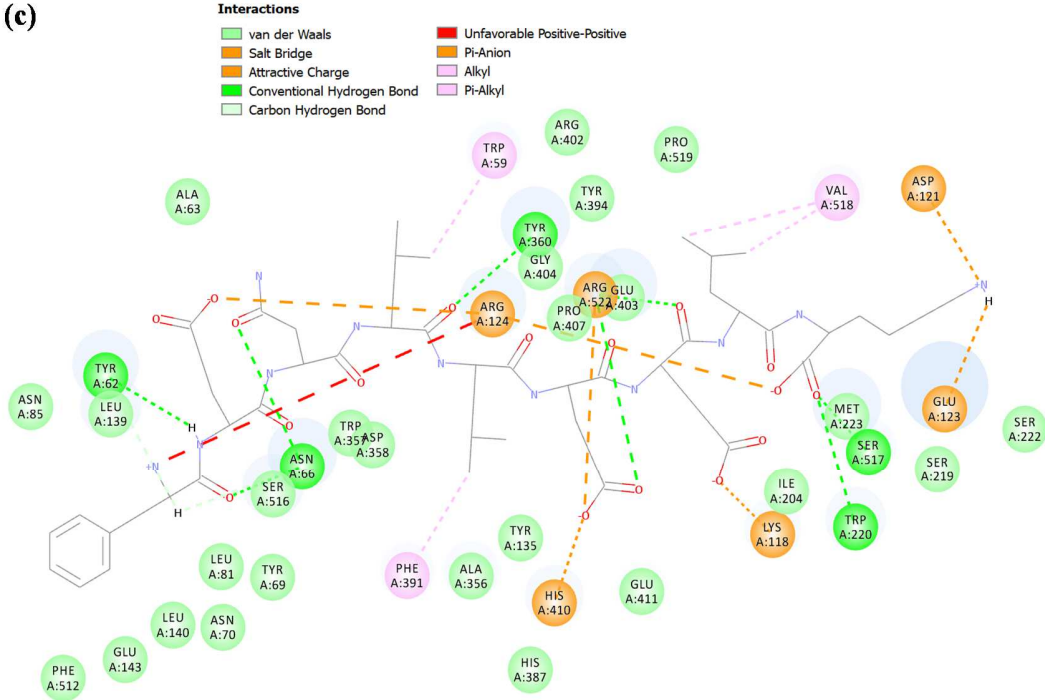 (c)
Interactions
van der Waals
Salt Bridge
Attractive Charge
Conventional Hydrogen Bond
Carbon Hydrogen Bond
Unfavorable Positive-Positive
Pi-Anion
Alkyl
Pi-Alkyl
ARG
A:402
TRP
A:59
PRO
A:519
ALA
A:63
TYR
A:394
VAL
A:518
ASP
A:121
TYR
A:360
GLY
A:404
ARG
A:522
GLU
A:403
ARG
A:124
PRO
A:407
N
-O
O
O
N
N
O
O
+N
H
N
O
N
O
TYR
A:62
LEU
A:139
ASN
A:85
N
O
N
O
N
O
N
O
-O
O
MET
A:223
GLU
A:123
SER
A:222
H
N
O
TRP
A:357
ASP
A:358
SER
A:517
+N
ASN
A:66
SER
A:516
O
H
O
O
-O
SER
A:219
ILE
A:204
-O
TRP
A:220
LYS
A:118
TYR
A:135
LEU
A:81
TYR
A:69
PHE
A:391
ALA
A:356
HIS
A:410
GLU
A:411
LEU
A:140
ASN
A:70
GLU
A:143
PHE
A:512
HIS
A:387